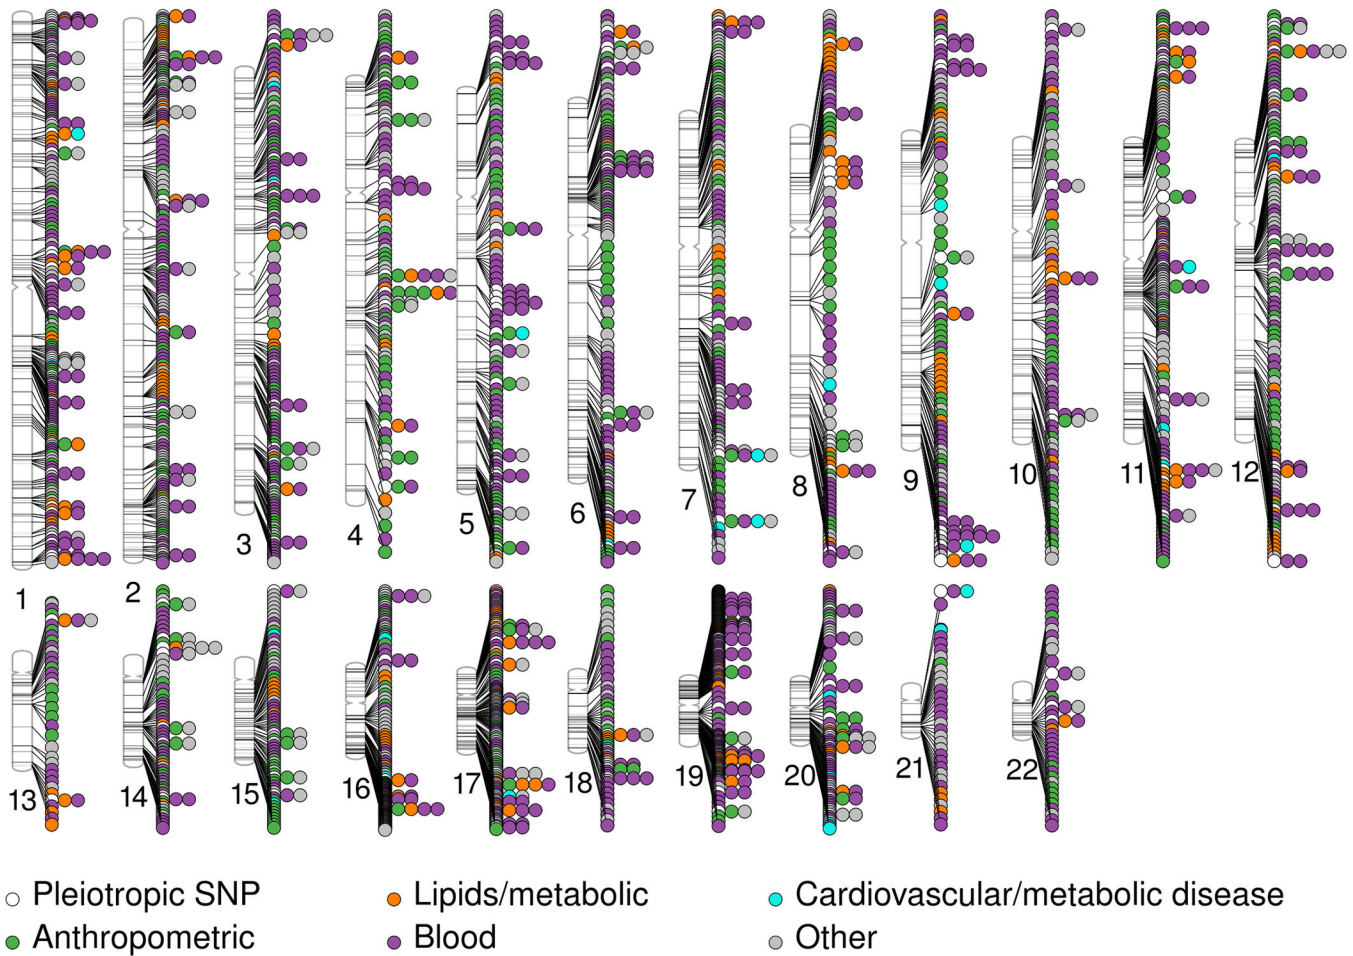 1 2 3 4 5 6 7 8 9 10 11 12
13 14 15 16 17 18 19 20 21 22
Pleiotropic SNP Lipids/metabolic Cardiovascular/metabolic disease
Anthropometric Blood Other